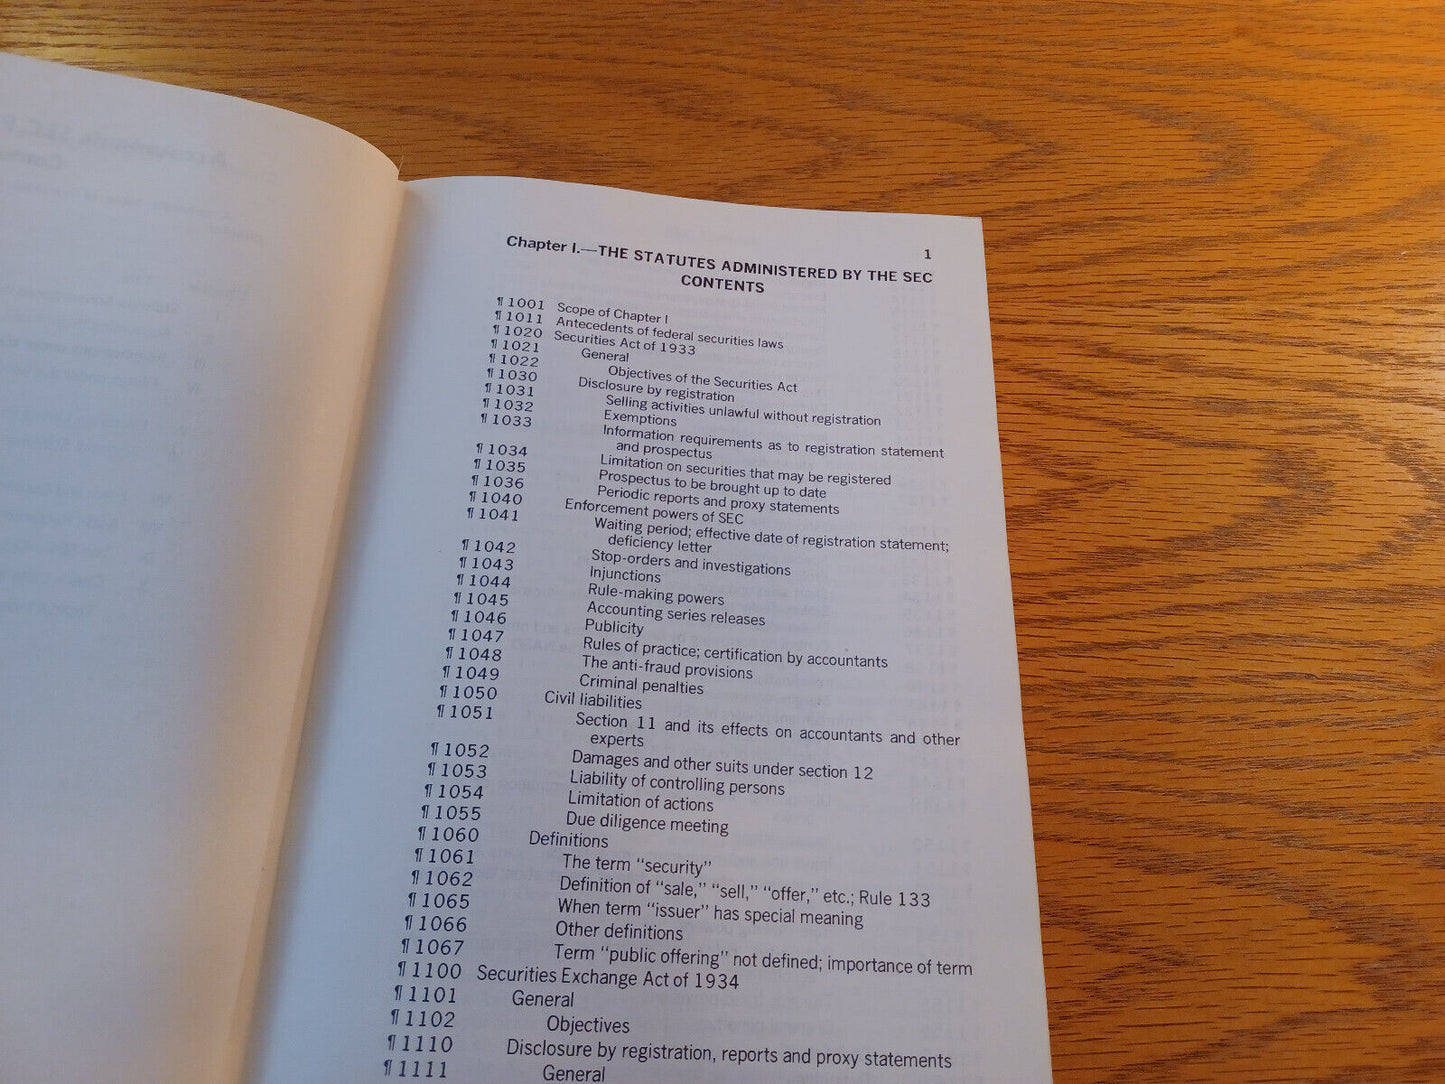 1
Chapter I.—THE STATUTES ADMINISTERED BY THE SEC
CONTENTS
¶ 1001 Scope of Chapter I
¶ 1011 Antecedents of federal securities laws
¶ 1020 Securities Act of 1933
¶ 1021 General
¶ 1022 Objectives of the Securities Act
¶ 1030 Disclosure by registration
¶ 1031 Selling activities unlawful without registration
¶ 1032 Exemptions
¶ 1033 Information requirements as to registration statement
and prospectus
¶ 1034 Limitation on securities that may be registered
¶ 1035 Prospectus to be brought up to date
¶ 1036 Periodic reports and proxy statements
¶ 1040 Enforcement powers of SEC
¶ 1041 Waiting period; effective date of registration statement;
deficiency letter
¶ 1042 Stop-orders and investigations
¶ 1043 Injunctions
¶ 1044 Rule-making powers
¶ 1045 Accounting series releases
¶ 1046 Publicity
¶ 1047 Rules of practice; certification by accountants
¶ 1048 The anti-fraud provisions
¶ 1049 Criminal penalties
¶ 1050 Civil liabilities
¶ 1051 Section 11 and its effects on accountants and other
experts
¶ 1052 Damages and other suits under section 12
¶ 1053 Liability of controlling persons
¶ 1054 Limitation of actions
¶ 1055 Due diligence meeting
¶ 1060 Definitions
¶ 1061 The term “security”
¶ 1062 Definition of “sale,” “sell,” “offer,” etc.; Rule 133
¶ 1065 When term “issuer” has special meaning
¶ 1066 Other definitions
¶ 1067 Term “public offering” not defined; importance of term
¶ 1100 Securities Exchange Act of 1934
¶ 1101 General
¶ 1102 Objectives
¶ 1110 Disclosure by registration, reports and proxy statements
¶ 1111 General